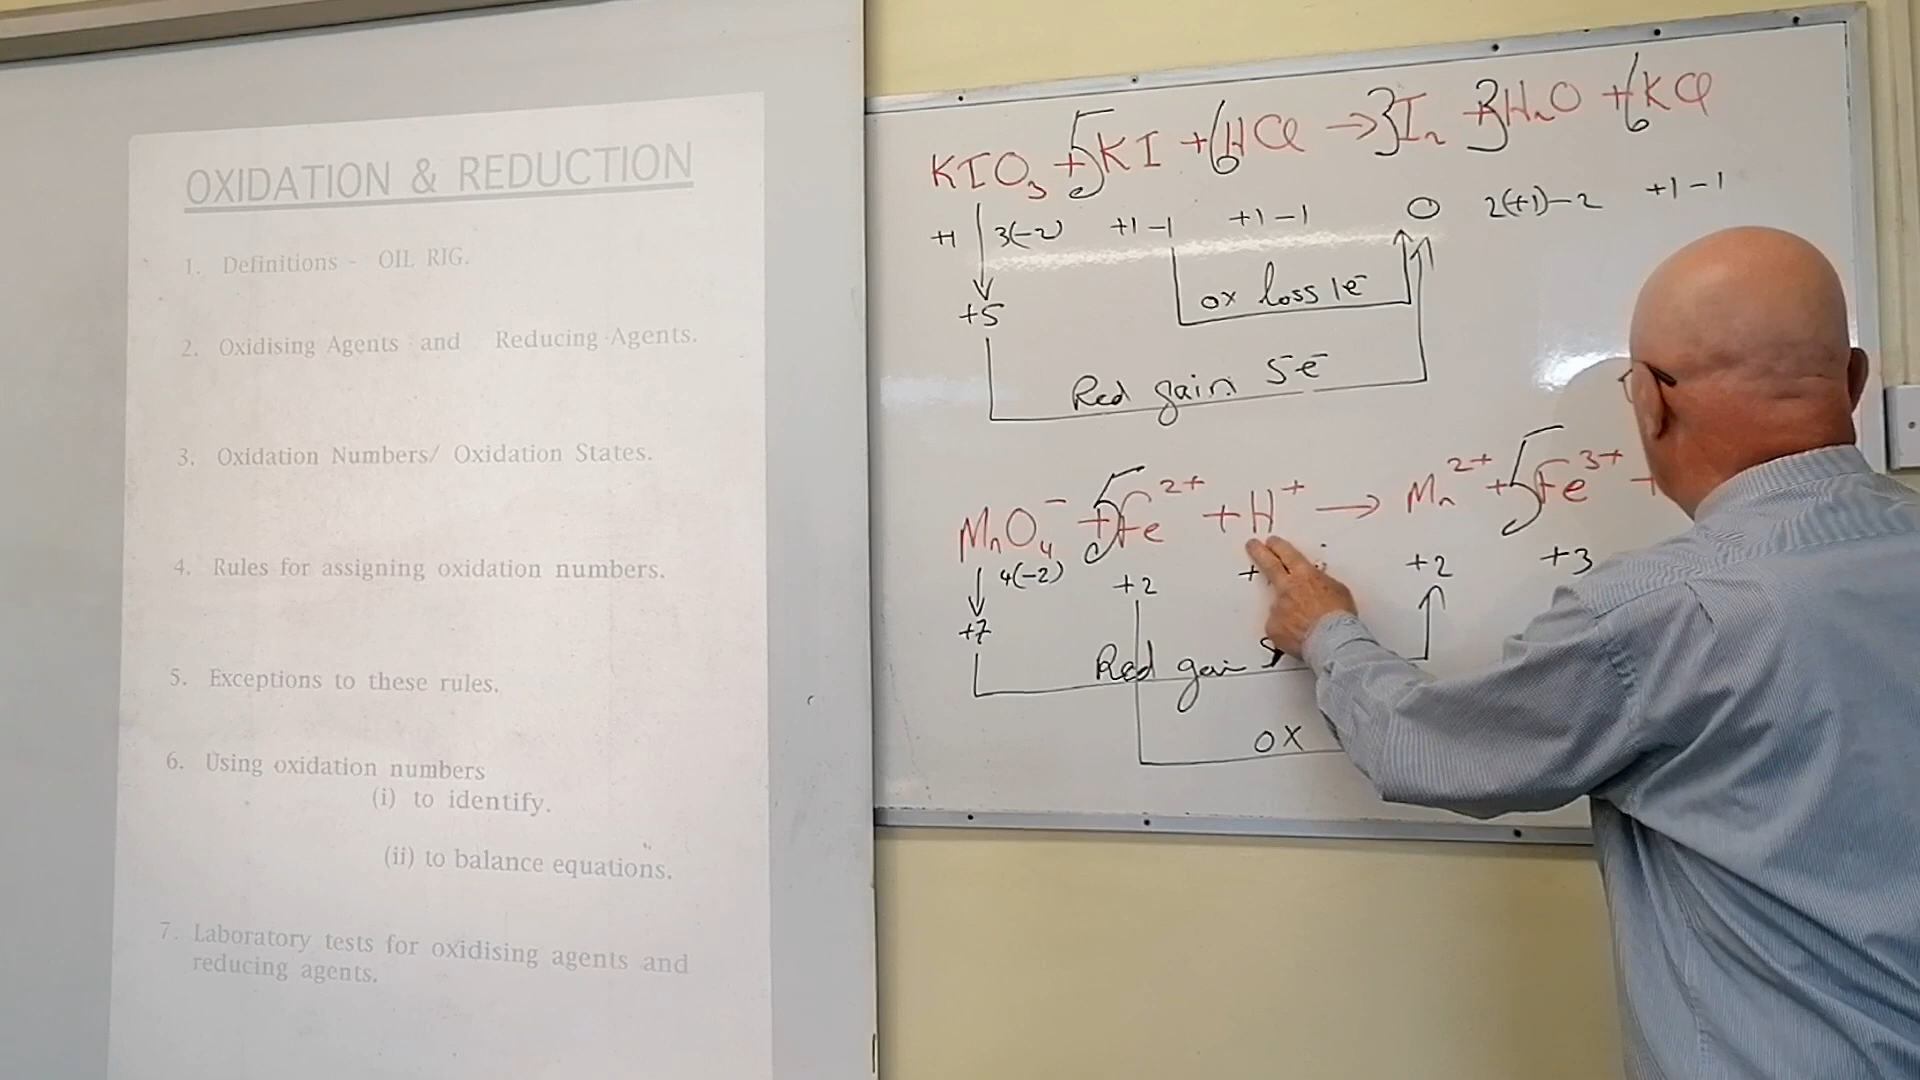 OXIDATION & REDUCTION
1. Definitions - OIL RIG.
2. Oxidising Agents and Reducing Agents.
3. Oxidation Numbers/ Oxidation States.
4. Rules for assigning oxidation numbers.
5. Exceptions to these rules.
6. Using oxidation numbers
(i) to identify.
(ii) to balance equations.
7. Laboratory tests for oxidising agents and
reducing agents.
KIO₃ + 5KI + 6HCl → 3I₂ + 3H₂O + 6KCl
+1 3(-2) +1 -1 +1 -1 0 2(+1) -2 +1 -1
+5
ox loss 1e⁻
Red gain 5e⁻
MnO₄⁻ + 5Fe²⁺ + H⁺ → Mn²⁺ + 5Fe³⁺ +
4(-2) +2 + +2 +3
+7
Red gain 5
ox